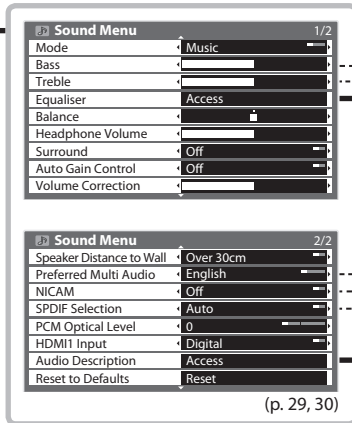 Sound Menu 1/2
Mode Music
Bass
Treble
Equaliser Access
Balance
Headphone Volume
Surround Off
Auto Gain Control Off
Volume Correction
Sound Menu 2/2
Speaker Distance to Wall Over 30cm
Preferred Multi Audio English
NICAM Off
SPDIF Selection Auto
PCM Optical Level 0
HDMI1 Input Digital
Audio Description Access
Reset to Defaults Reset
(p. 29, 30)